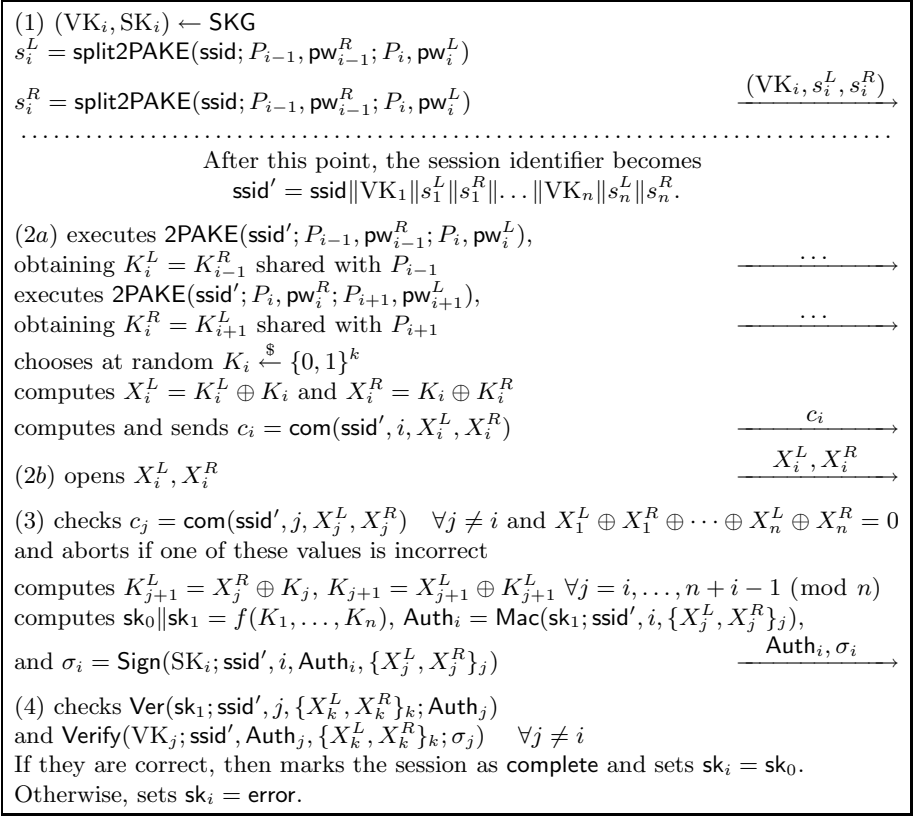 (1) (VK_i, SK_i) ← SKG
s_i^L = split2PAKE(ssid; P_{i−1}, pw_{i−1}^R; P_i, pw_i^L)
s_i^R = split2PAKE(ssid; P_{i−1}, pw_{i−1}^R; P_i, pw_i^L) (VK_i, s_i^L, s_i^R)
After this point, the session identifier becomes
ssid′ = ssid‖VK_1‖s_1^L‖s_1^R‖...‖VK_n‖s_n^L‖s_n^R.
(2a) executes 2PAKE(ssid′; P_{i−1}, pw_{i−1}^R; P_i, pw_i^L),
obtaining K_i^L = K_{i−1}^R shared with P_{i−1} ...
executes 2PAKE(ssid′; P_i, pw_i^R; P_{i+1}, pw_{i+1}^L),
obtaining K_i^R = K_{i+1}^L shared with P_{i+1} ...
chooses at random K_i ←^$ {0, 1}^k
computes X_i^L = K_i^L ⊕ K_i and X_i^R = K_i ⊕ K_i^R
computes and sends c_i = com(ssid′, i, X_i^L, X_i^R) c_i
(2b) opens X_i^L, X_i^R X_i^L, X_i^R
(3) checks c_j = com(ssid′, j, X_j^L, X_j^R) ∀j ≠ i and X_1^L ⊕ X_1^R ⊕ ⋯ ⊕ X_n^L ⊕ X_n^R = 0
and aborts if one of these values is incorrect
computes K_{j+1}^L = X_j^R ⊕ K_j, K_{j+1} = X_{j+1}^L ⊕ K_{j+1}^L ∀j = i, ..., n + i − 1 (mod n)
computes sk_0‖sk_1 = f(K_1, ..., K_n), Auth_i = Mac(sk_1; ssid′, i, {X_j^L, X_j^R}_j),
and σ_i = Sign(SK_i; ssid′, i, Auth_i, {X_j^L, X_j^R}_j) Auth_i, σ_i
(4) checks Ver(sk_1; ssid′, j, {X_k^L, X_k^R}_k; Auth_j)
and Verify(VK_j; ssid′, Auth_j, {X_k^L, X_k^R}_k; σ_j) ∀j ≠ i
If they are correct, then marks the session as complete and sets sk_i = sk_0.
Otherwise, sets sk_i = error.